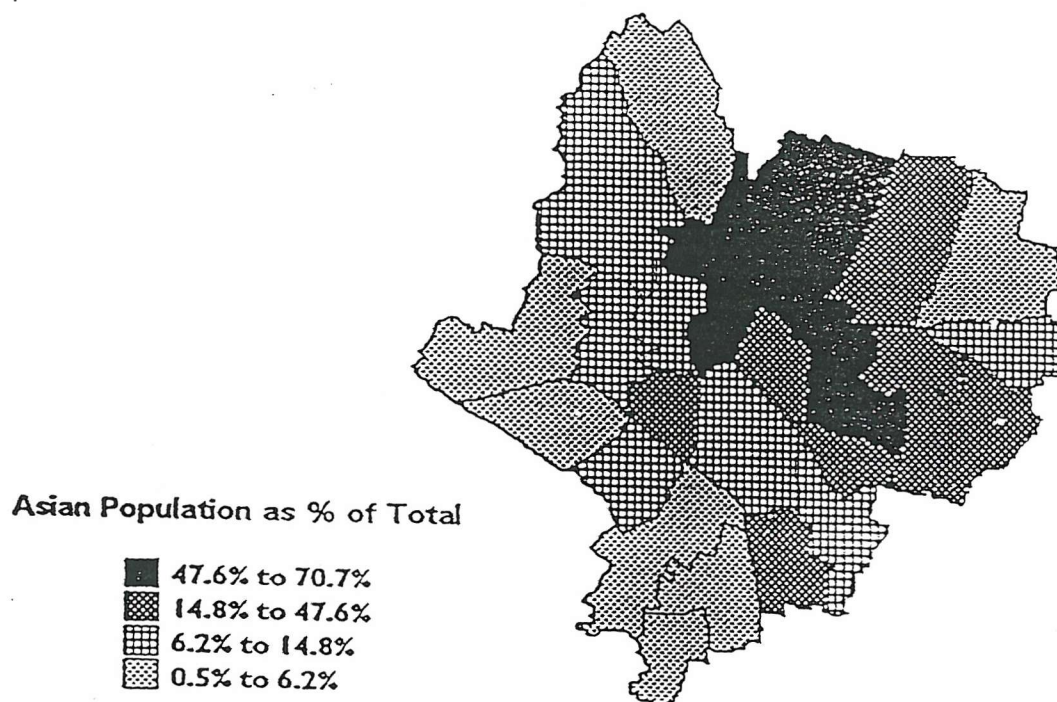 Asian Population as % of Total
47.6% to 70.7%
14.8% to 47.6%
6.2% to 14.8%
0.5% to 6.2%